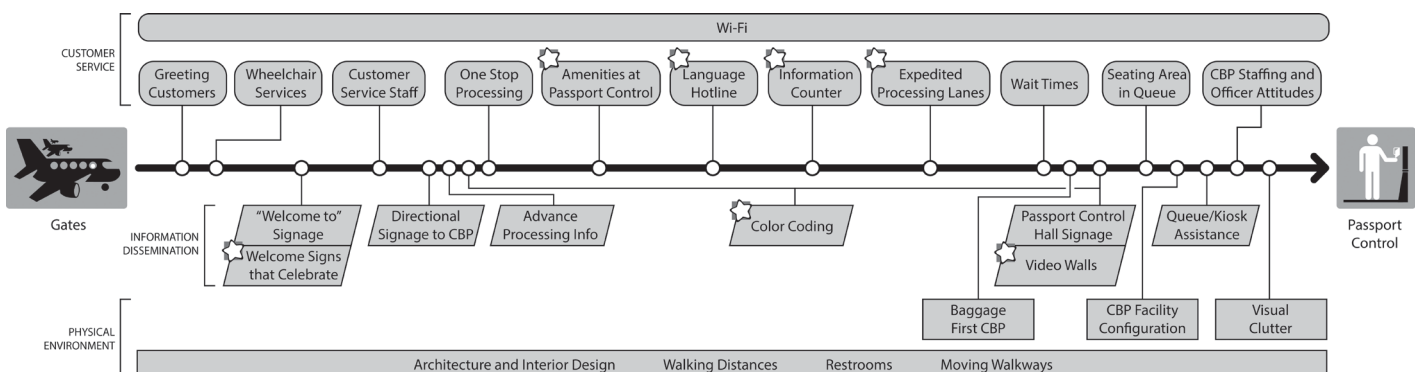 Wi-Fi
CUSTOMER
SERVICE
Greeting
Customers
Wheelchair
Services
Customer
Service Staff
One Stop
Processing
Amenities at
Passport Control
Language
Hotline
Information
Counter
Expedited
Processing Lanes
Wait Times
Seating Area
in Queue
CBP Staffing and
Officer Attitudes
Gates
Passport
Control
INFORMATION
DISSEMINATION
“Welcome to”
Signage
Welcome Signs
that Celebrate
Directional
Signage to CBP
Advance
Processing Info
Color Coding
Passport Control
Hall Signage
Video Walls
Queue/Kiosk
Assistance
PHYSICAL
ENVIRONMENT
Baggage
First CBP
CBP Facility
Configuration
Visual
Clutter
Architecture and Interior Design Walking Distances Restrooms Moving Walkways